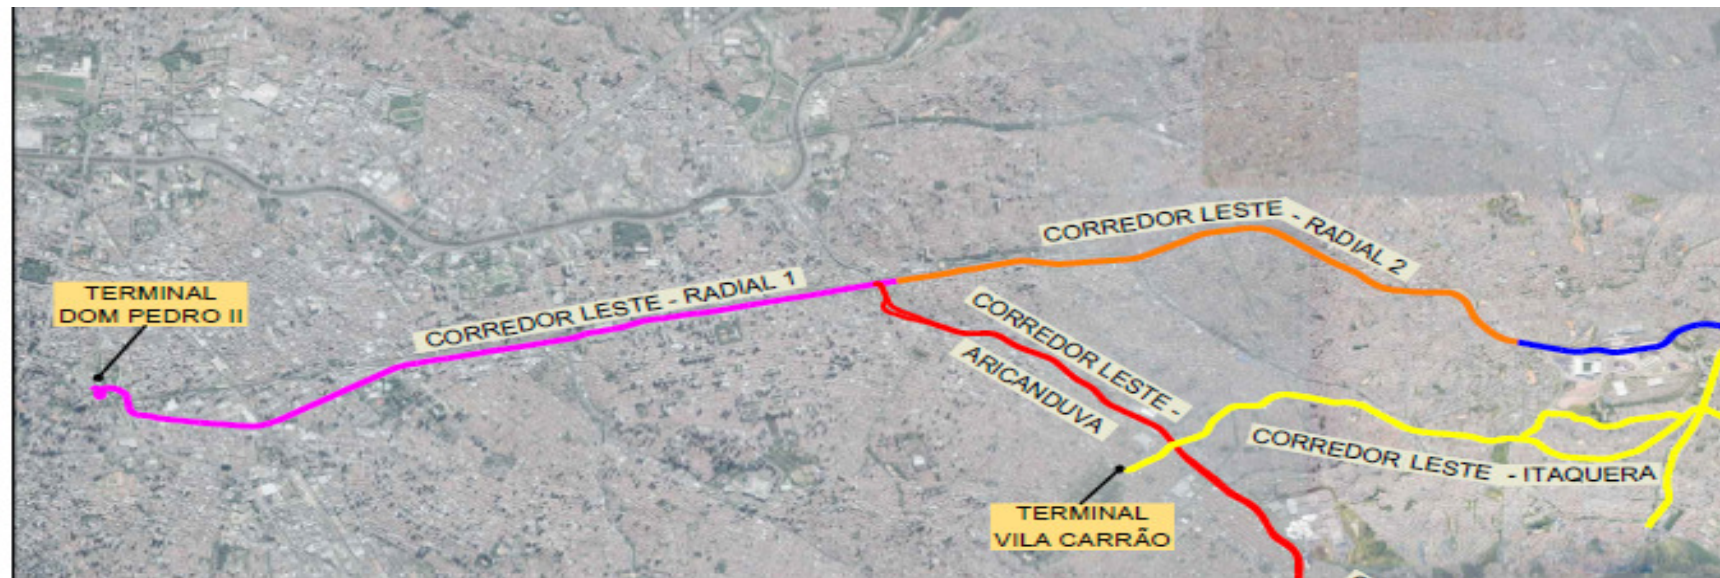 CORREDOR LESTE - RADIAL 2
TERMINAL
DOM PEDRO II
CORREDOR LESTE - RADIAL 1
CORREDOR LESTE -
ARICANDUVA
CORREDOR LESTE - ITAQUERA
TERMINAL
VILA CARRÃO